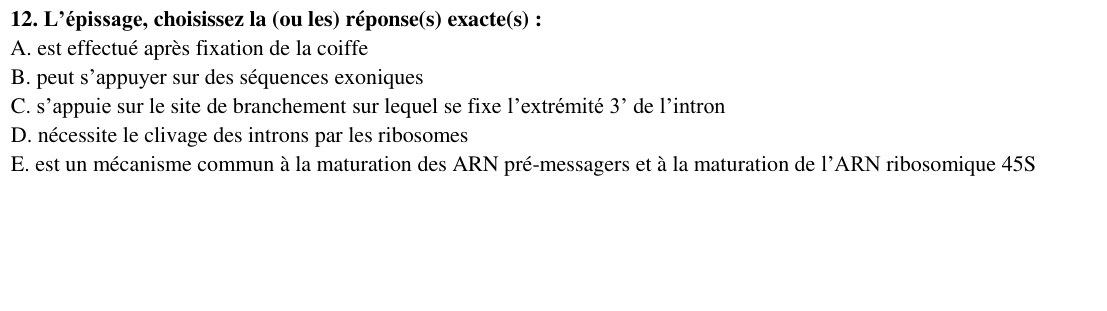 12. L’épissage, choisissez la (ou les) réponse(s) exacte(s) :
A. est effectué après fixation de la coiffe
B. peut s’appuyer sur des séquences exoniques
C. s’appuie sur le site de branchement sur lequel se fixe l’extrémité 3’ de l’intron
D. nécessite le clivage des introns par les ribosomes
E. est un mécanisme commun à la maturation des ARN pré-messagers et à la maturation de l’ARN ribosomique 45S